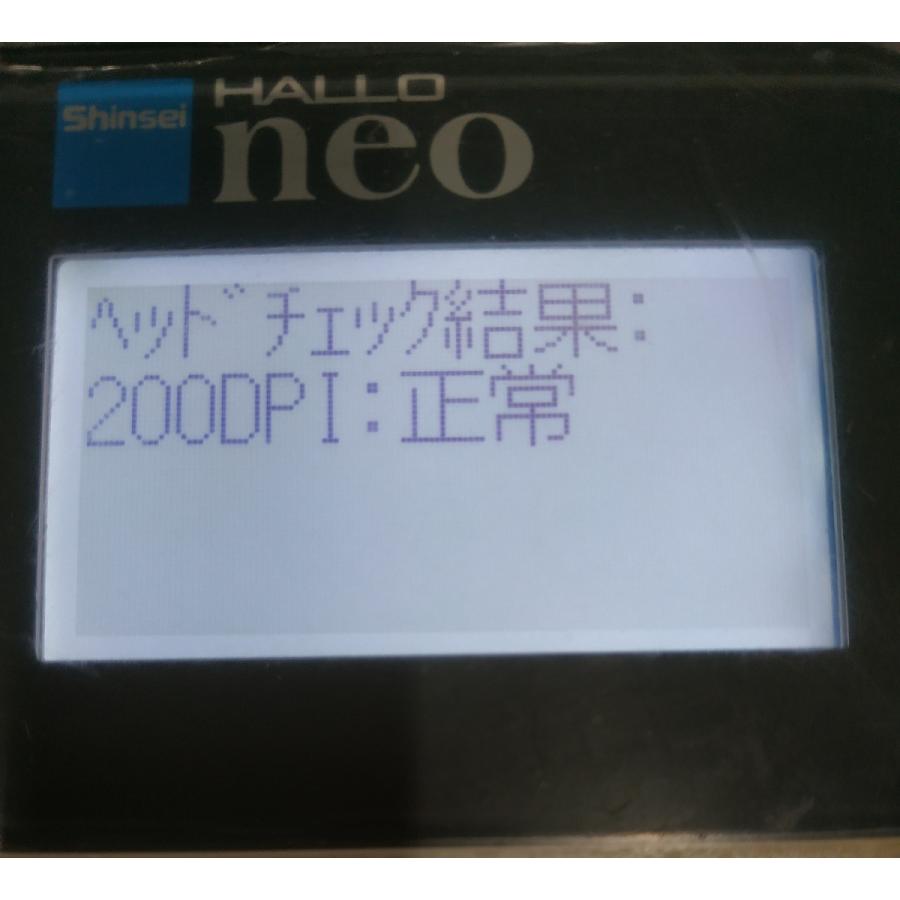 Shinsei
HALLO
neo
ﾍｯﾄﾞﾁｪｯｸ結果:
200DPI:正常